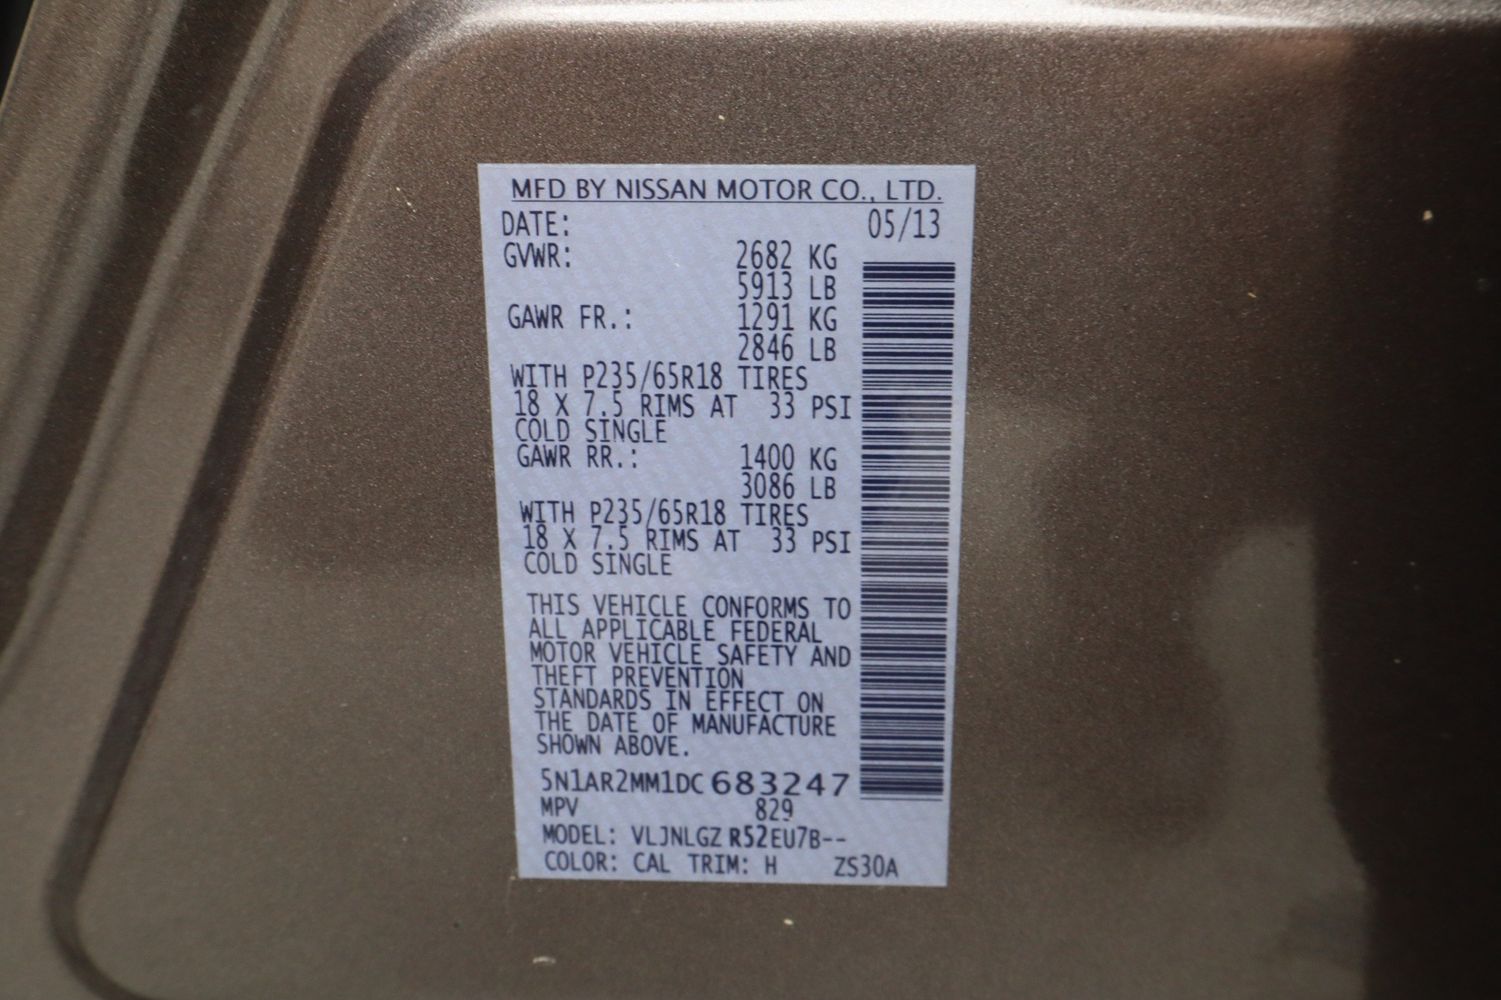 MFD BY NISSAN MOTOR CO., LTD.
DATE: 05/13
GVWR: 2682 KG
5913 LB
GAWR FR.: 1291 KG
2846 LB
WITH P235/65R18 TIRES
18 X 7.5 RIMS AT 33 PSI
COLD SINGLE
GAWR RR.: 1400 KG
3086 LB
WITH P235/65R18 TIRES
18 X 7.5 RIMS AT 33 PSI
COLD SINGLE
THIS VEHICLE CONFORMS TO
ALL APPLICABLE FEDERAL
MOTOR VEHICLE SAFETY AND
THEFT PREVENTION
STANDARDS IN EFFECT ON
THE DATE OF MANUFACTURE
SHOWN ABOVE.
5N1AR2MM1DC683247
MPV 829
MODEL: VLJNLGZ R52EU7B--
COLOR: CAL TRIM: H ZS30A